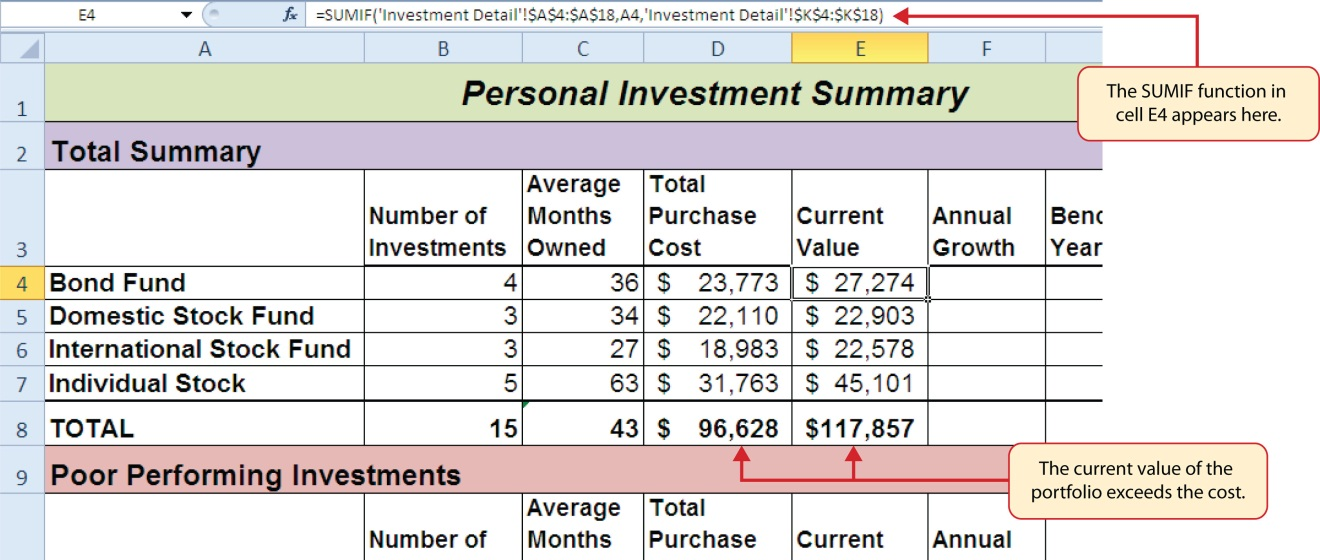 E4 fx =SUMIF('Investment Detail'!$A$4:$A$18,A4,'Investment Detail'!$K$4:$K$18)
A B C D E F
The SUMIF function in
cell E4 appears here.
1 Personal Investment Summary
2 Total Summary
Average Total
Number of Months Purchase Current Annual Benc
3 Investments Owned Cost Value Growth Year
4 Bond Fund 4 36 $ 23,773 $ 27,274
5 Domestic Stock Fund 3 34 $ 22,110 $ 22,903
6 International Stock Fund 3 27 $ 18,983 $ 22,578
7 Individual Stock 5 63 $ 31,763 $ 45,101
8 TOTAL 15 43 $ 96,628 $117,857
9 Poor Performing Investments
The current value of the
portfolio exceeds the cost.
Average Total
Number of Months Purchase Current Annual